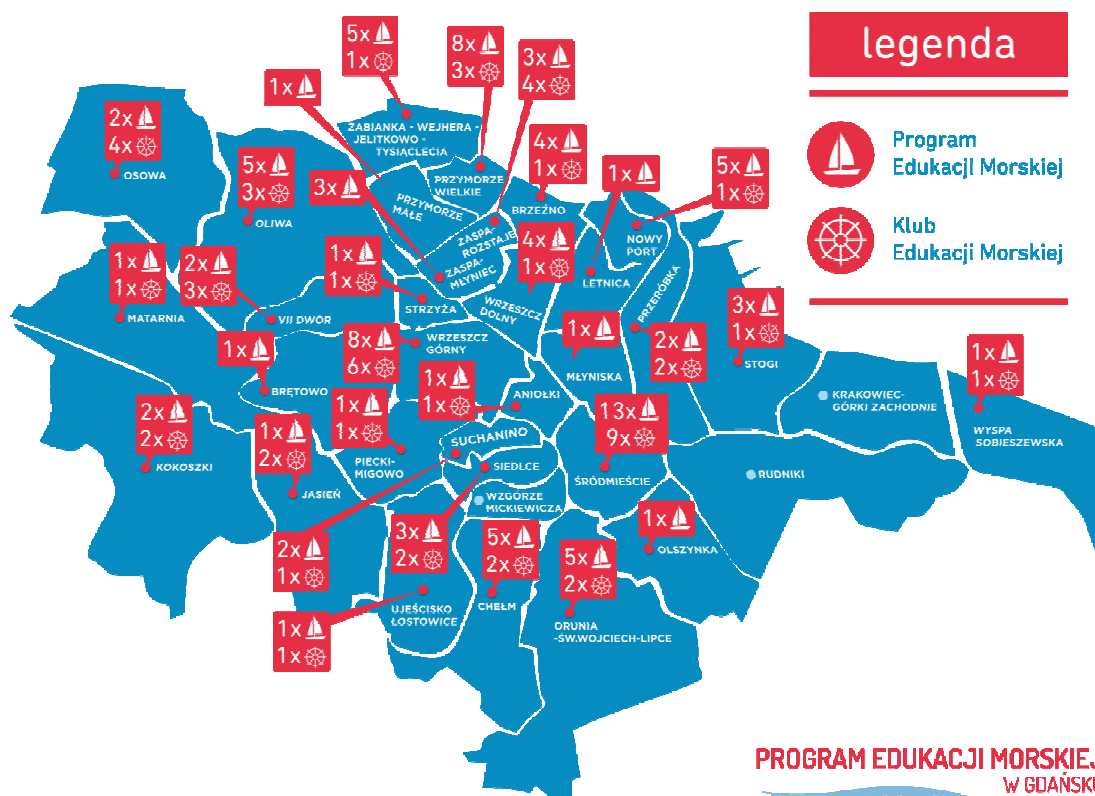 legenda
Program
Edukacji Morskiej
Klub
Edukacji Morskiej
5x
1x
ŻABIANKA - WEJHERA -
JELITKOWO -
TYSIĄCLECIA
8x
3x
PRZYMORZE
WIELKIE
3x
4x
ZASPA-
ROZSTAJE
1x
ZASPA-
MŁYNIEC
2x
4x
OSOWA
5x
3x
OLIWA
3x
PRZYMORZE
MAŁE
4x
1x
BRZEŹNO
1x
LETNICA
5x
1x
NOWY
PORT
1x
1x
MATARNIA
2x
3x
VII DWÓR
1x
1x
STRZYŻA
4x
1x
WRZESZCZ
DOLNY
PRZERÓBKA
2x
2x
3x
1x
STOGI
8x
6x
WRZESZCZ
GÓRNY
1x
MŁYNISKA
1x
BRĘTOWO
1x
1x
ANIOŁKI
1x
1x
WYSPA
SOBIESZEWSKA
KRAKOWIEC-
GÓRKI ZACHODNIE
2x
2x
KOKOSZKI
1x
2x
JASIEŃ
1x
1x
PIECKI-
MIGOWO
SUCHANINO
2x
1x
SIEDLCE
3x
2x
13x
9x
ŚRÓDMIEŚCIE
RUDNIKI
WZGÓRZE
MICKIEWICZA
1x
OLSZYNKA
5x
2x
CHEŁM
5x
2x
ORUNIA
-ŚW.WOJCIECH-LIPCE
UJEŚCISKO
ŁOSTOWICE
1x
1x
PROGRAM EDUKACJI MORSKIEJ
W GDAŃSKU